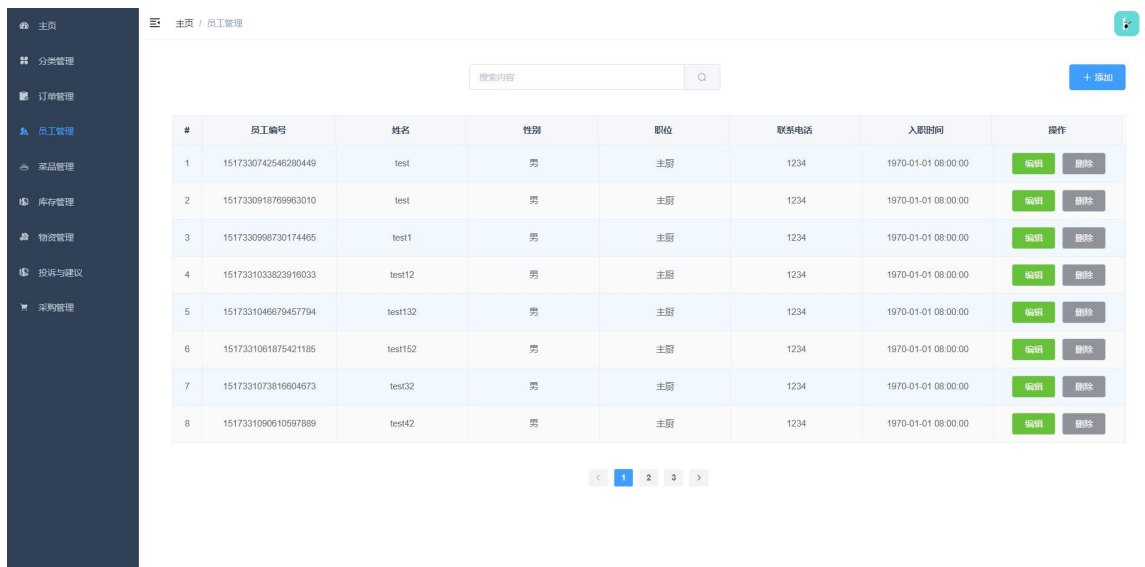 主页
分类管理
订单管理
员工管理
菜品管理
库存管理
物资管理
投诉与建议
采购管理
主页 / 员工管理
搜索内容
+ 添加
# 员工编号 姓名 性别 职位 联系电话 入职时间 操作
1 1517330742546280449 test 男 主厨 1234 1970-01-01 08:00:00 编辑 删除
2 1517330918769963010 test 男 主厨 1234 1970-01-01 08:00:00 编辑 删除
3 1517330998730174465 test1 男 主厨 1234 1970-01-01 08:00:00 编辑 删除
4 1517331033823916033 test12 男 主厨 1234 1970-01-01 08:00:00 编辑 删除
5 1517331046679457794 test132 男 主厨 1234 1970-01-01 08:00:00 编辑 删除
6 1517331061875421185 test152 男 主厨 1234 1970-01-01 08:00:00 编辑 删除
7 1517331073816604673 test32 男 主厨 1234 1970-01-01 08:00:00 编辑 删除
8 1517331090610597889 test42 男 主厨 1234 1970-01-01 08:00:00 编辑 删除
< 1 2 3 >